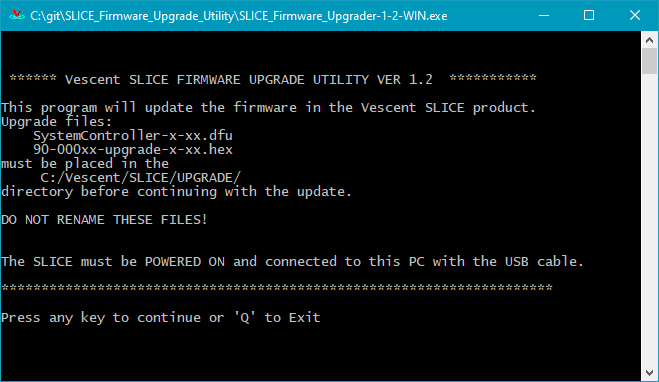 C:\git\SLICE_Firmware_Upgrade_Utility\SLICE_Firmware_Upgrader-1-2-WIN.exe
****** Vescent SLICE FIRMWARE UPGRADE UTILITY VER 1.2  ***********
This program will update the firmware in the Vescent SLICE product.
Upgrade files:
SystemController-x-xx.dfu
90-000xx-upgrade-x-xx.hex
must be placed in the
C:/Vescent/SLICE/UPGRADE/
directory before continuing with the update.
DO NOT RENAME THESE FILES!
The SLICE must be POWERED ON and connected to this PC with the USB cable.
*********************************************************************
Press any key to continue or 'Q' to Exit